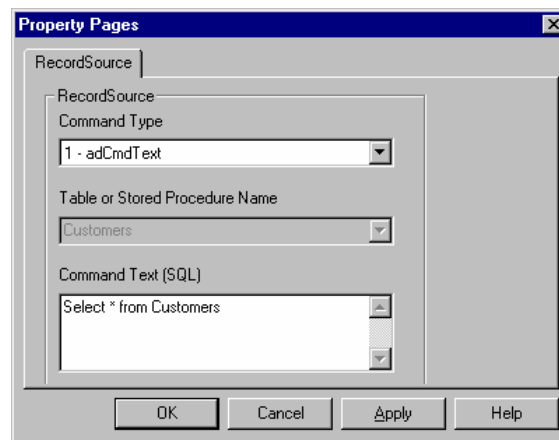 Property Pages
RecordSource
RecordSource
Command Type
1 - adCmdText
Table or Stored Procedure Name
Customers
Command Text (SQL)
Select * from Customers
OK Cancel Apply Help